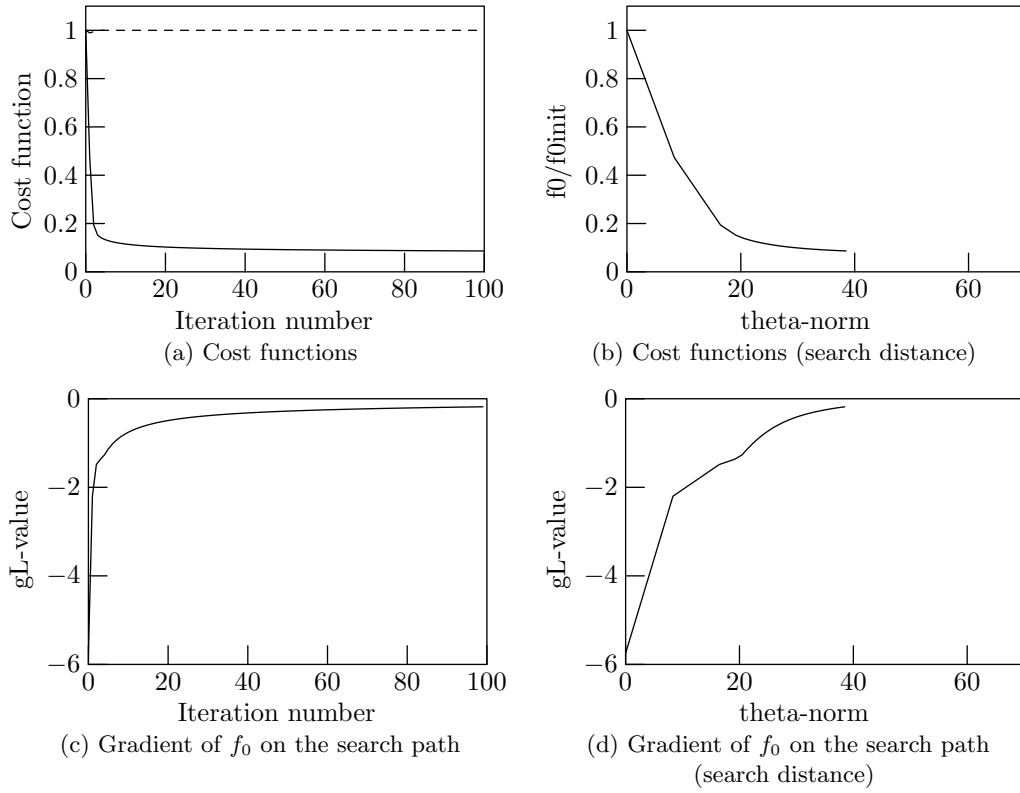 1
0.8
0.6
0.4
0.2
0
Cost function
0 20 40 60 80 100
Iteration number
(a) Cost functions
1
0.8
0.6
0.4
0.2
0
f0/f0init
0 20 40 60
theta-norm
(b) Cost functions (search distance)
0
−2
−4
−6
gL-value
0 20 40 60 80 100
Iteration number
(c) Gradient of f0 on the search path
0
−2
−4
−6
gL-value
0 20 40 60
theta-norm
(d) Gradient of f0 on the search path
(search distance)